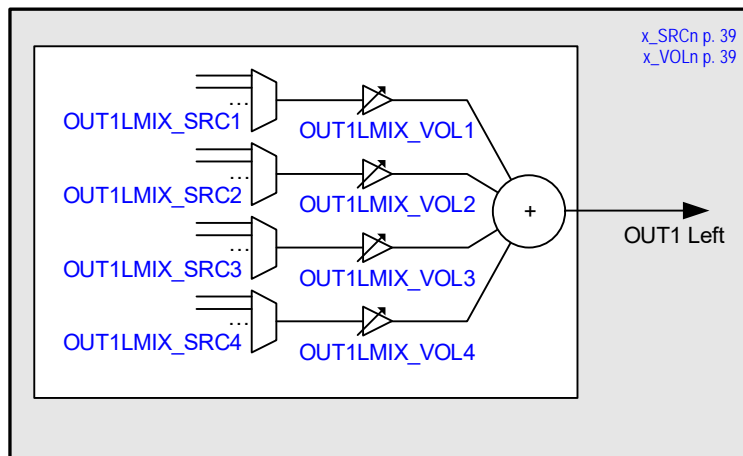 x_SRCn p. 39
x_VOLn p. 39
...
OUT1LMIX_SRC1
OUT1LMIX_VOL1
...
OUT1LMIX_SRC2
OUT1LMIX_VOL2
+
OUT1 Left
...
OUT1LMIX_SRC3
OUT1LMIX_VOL3
...
OUT1LMIX_SRC4
OUT1LMIX_VOL4